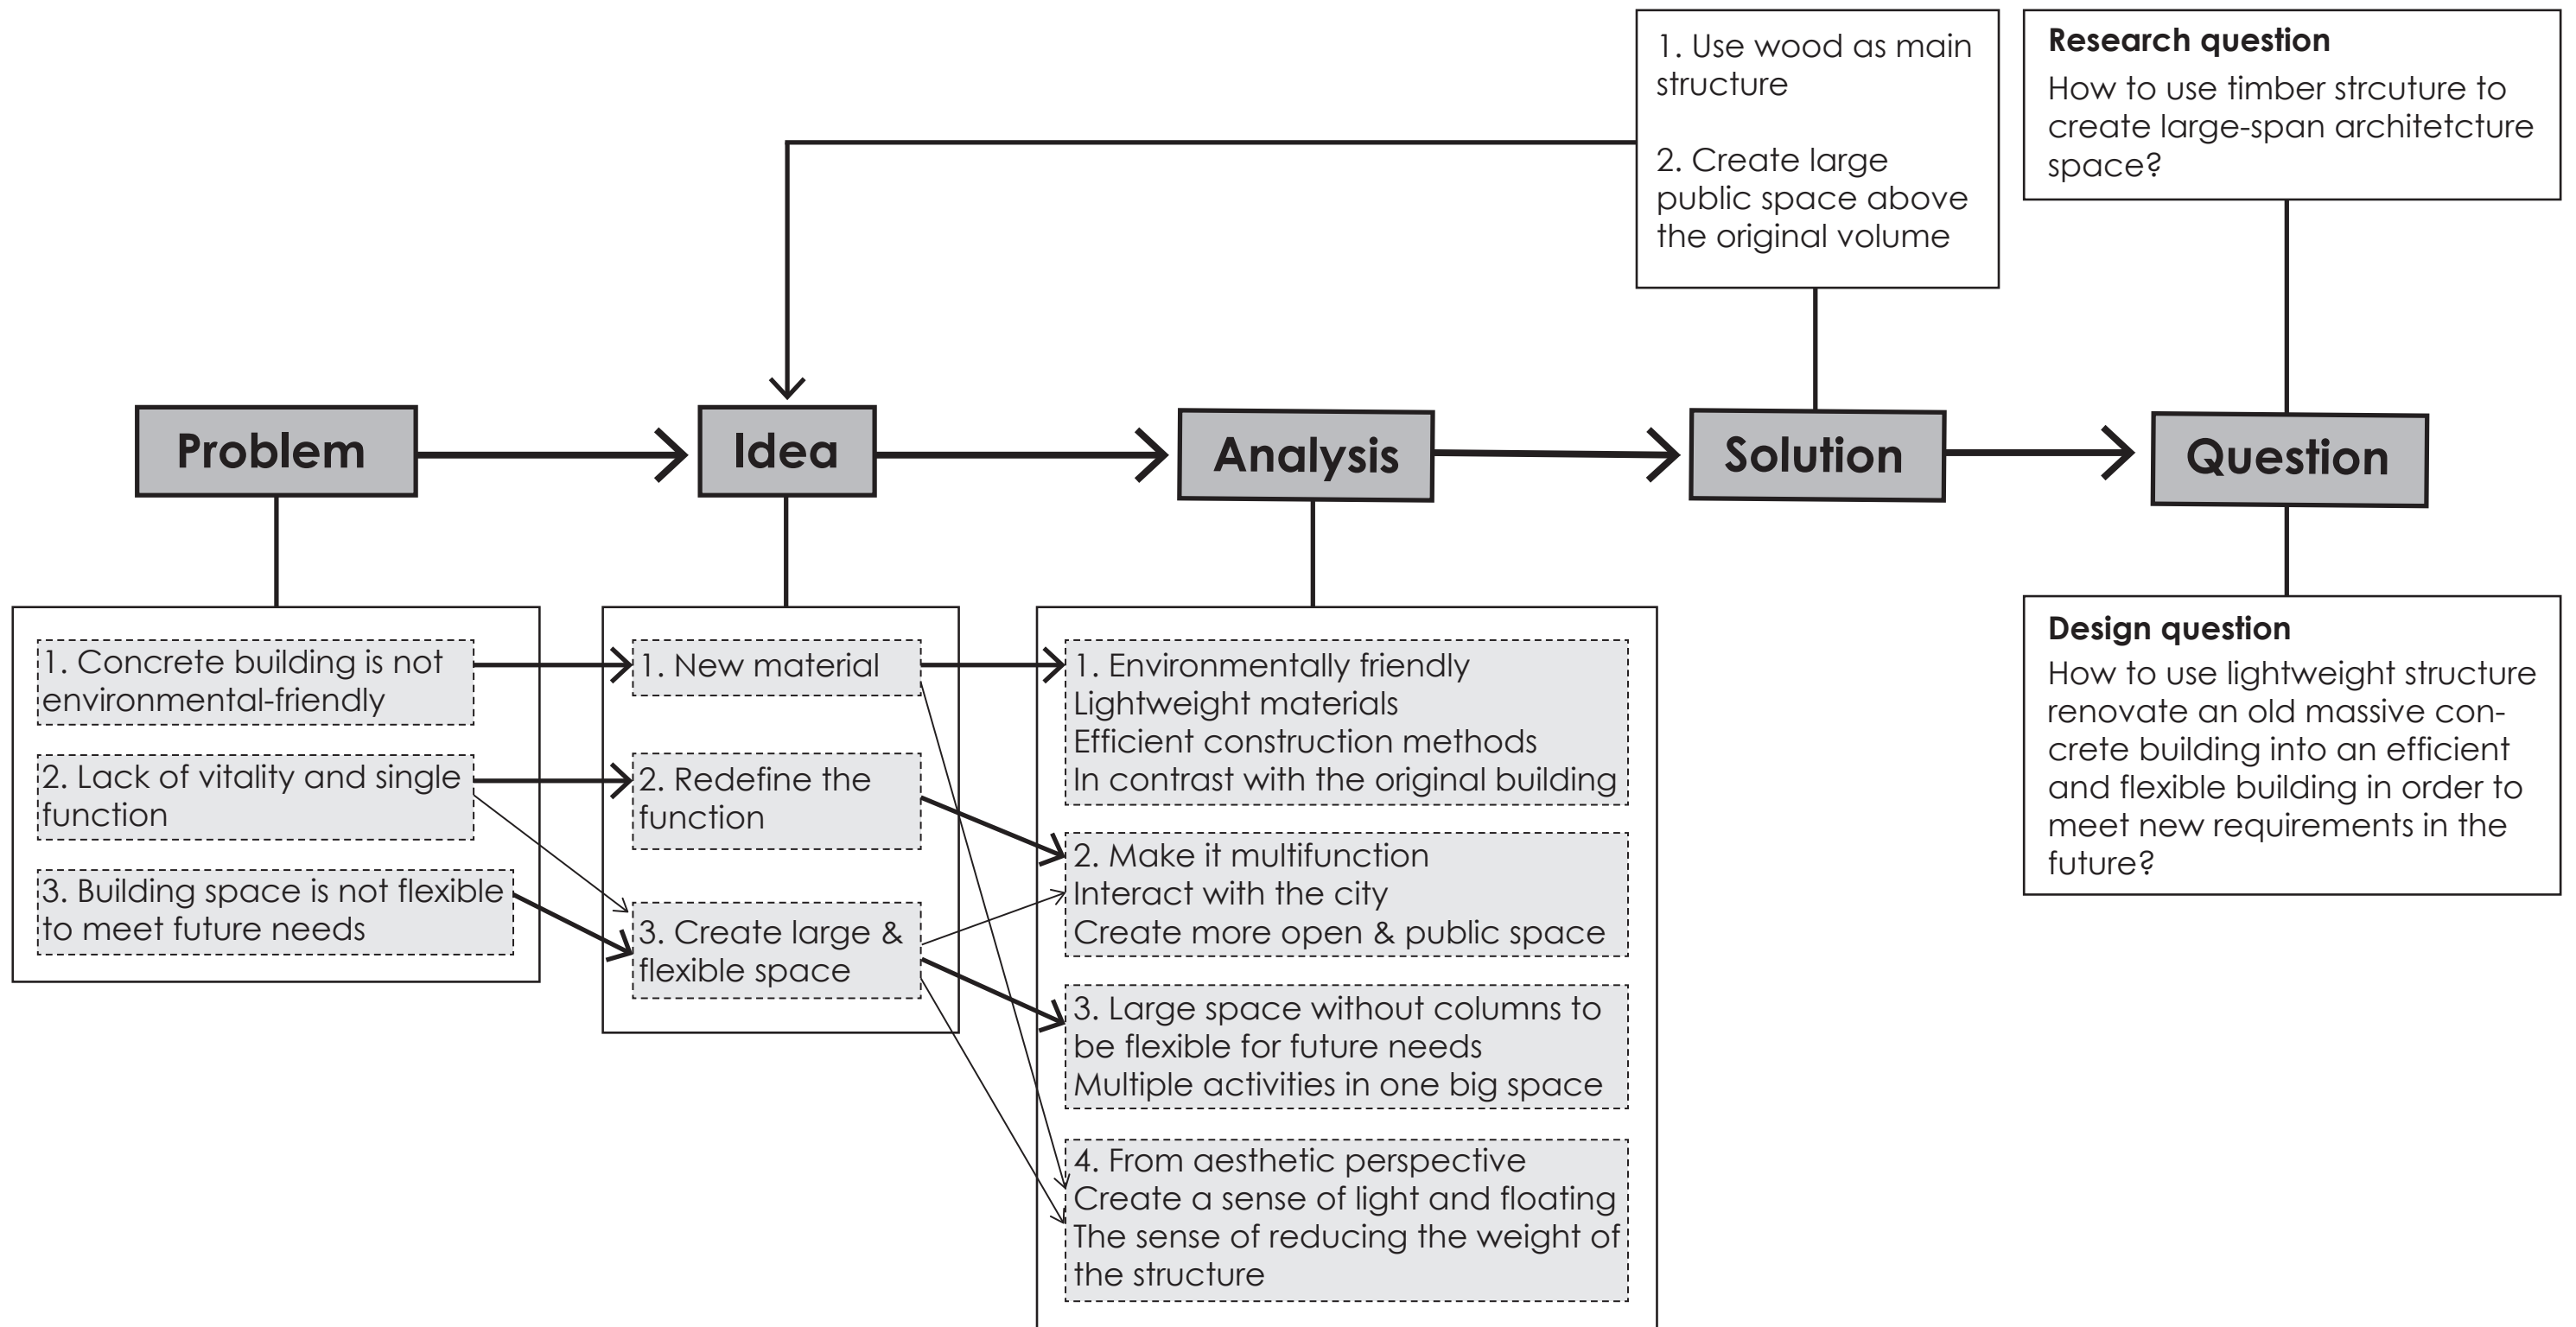 1. Use wood as main
structure
2. Create large
public space above
the original volume
Research question
How to use timber strcuture to
create large-span architetcture
space?
Problem
Idea
Analysis
Solution
Question
1. Concrete building is not
environmental-friendly
2. Lack of vitality and single
function
3. Building space is not flexible
to meet future needs
1. New material
2. Redefine the
function
3. Create large &
flexible space
1. Environmentally friendly
Lightweight materials
Efficient construction methods
In contrast with the original building
2. Make it multifunction
Interact with the city
Create more open & public space
3. Large space without columns to
be flexible for future needs
Multiple activities in one big space
4. From aesthetic perspective
Create a sense of light and floating
The sense of reducing the weight of
the structure
Design question
How to use lightweight structure
renovate an old massive con-
crete building into an efficient
and flexible building in order to
meet new requirements in the
future?